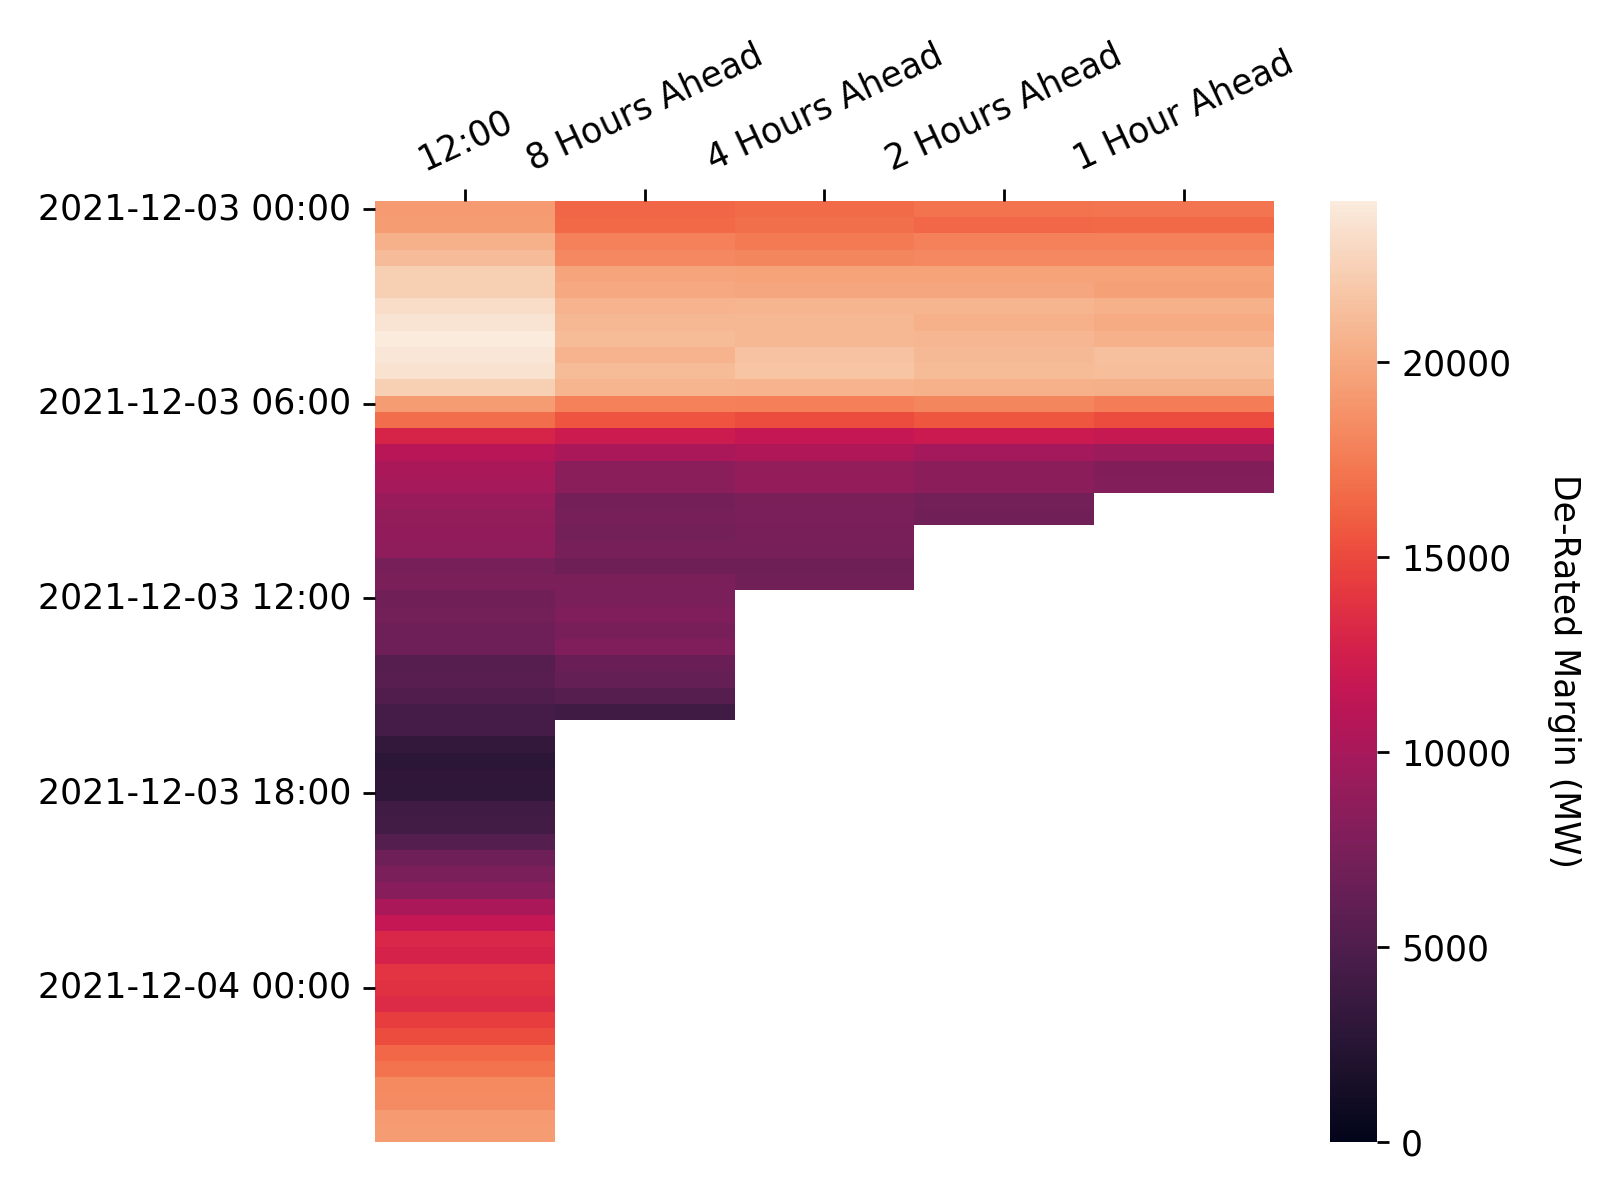 12:00
8 Hours Ahead
4 Hours Ahead
2 Hours Ahead
1 Hour Ahead
2021-12-03 00:00
2021-12-03 06:00
2021-12-03 12:00
2021-12-03 18:00
2021-12-04 00:00
20000
15000
10000
5000
0
De-Rated Margin (MW)